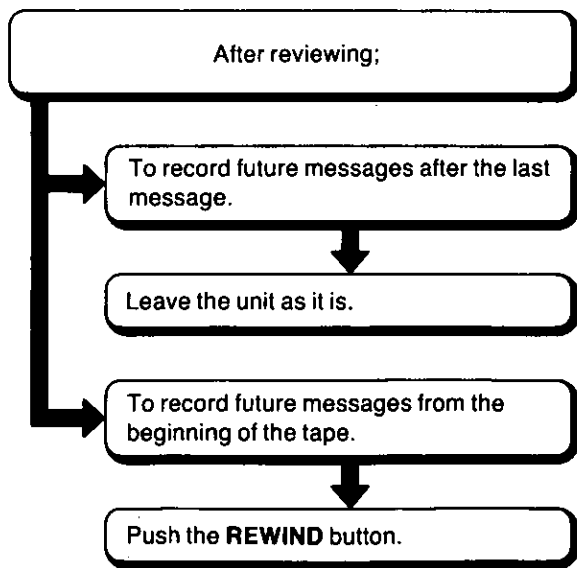 After reviewing;
To record future messages after the last
message.
Leave the unit as it is.
To record future messages from the
beginning of the tape.
Push the REWIND button.